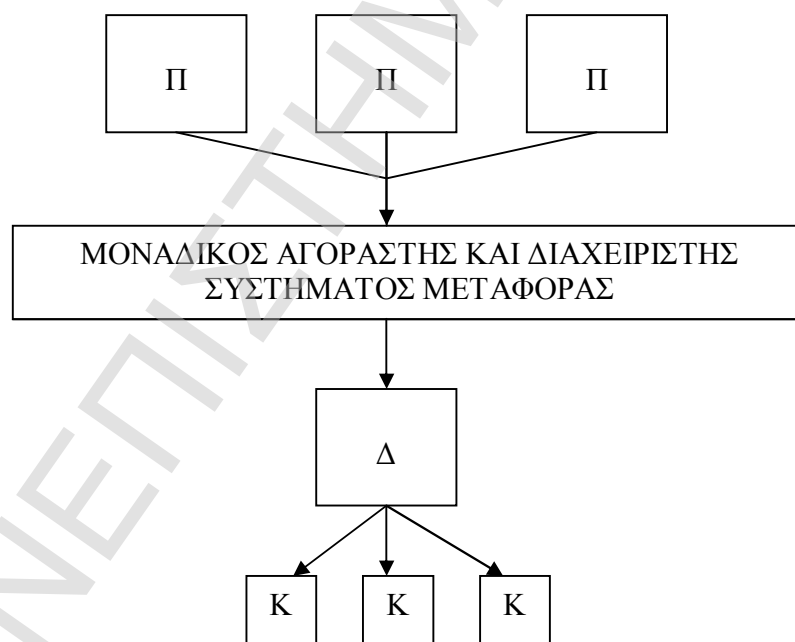 Π Π Π
ΜΟΝΑΔΙΚΟΣ ΑΓΟΡΑΣΤΗΣ ΚΑΙ ΔΙΑΧΕΙΡΙΣΤΗΣ
ΣΥΣΤΗΜΑΤΟΣ ΜΕΤΑΦΟΡΑΣ
Δ
Κ Κ Κ